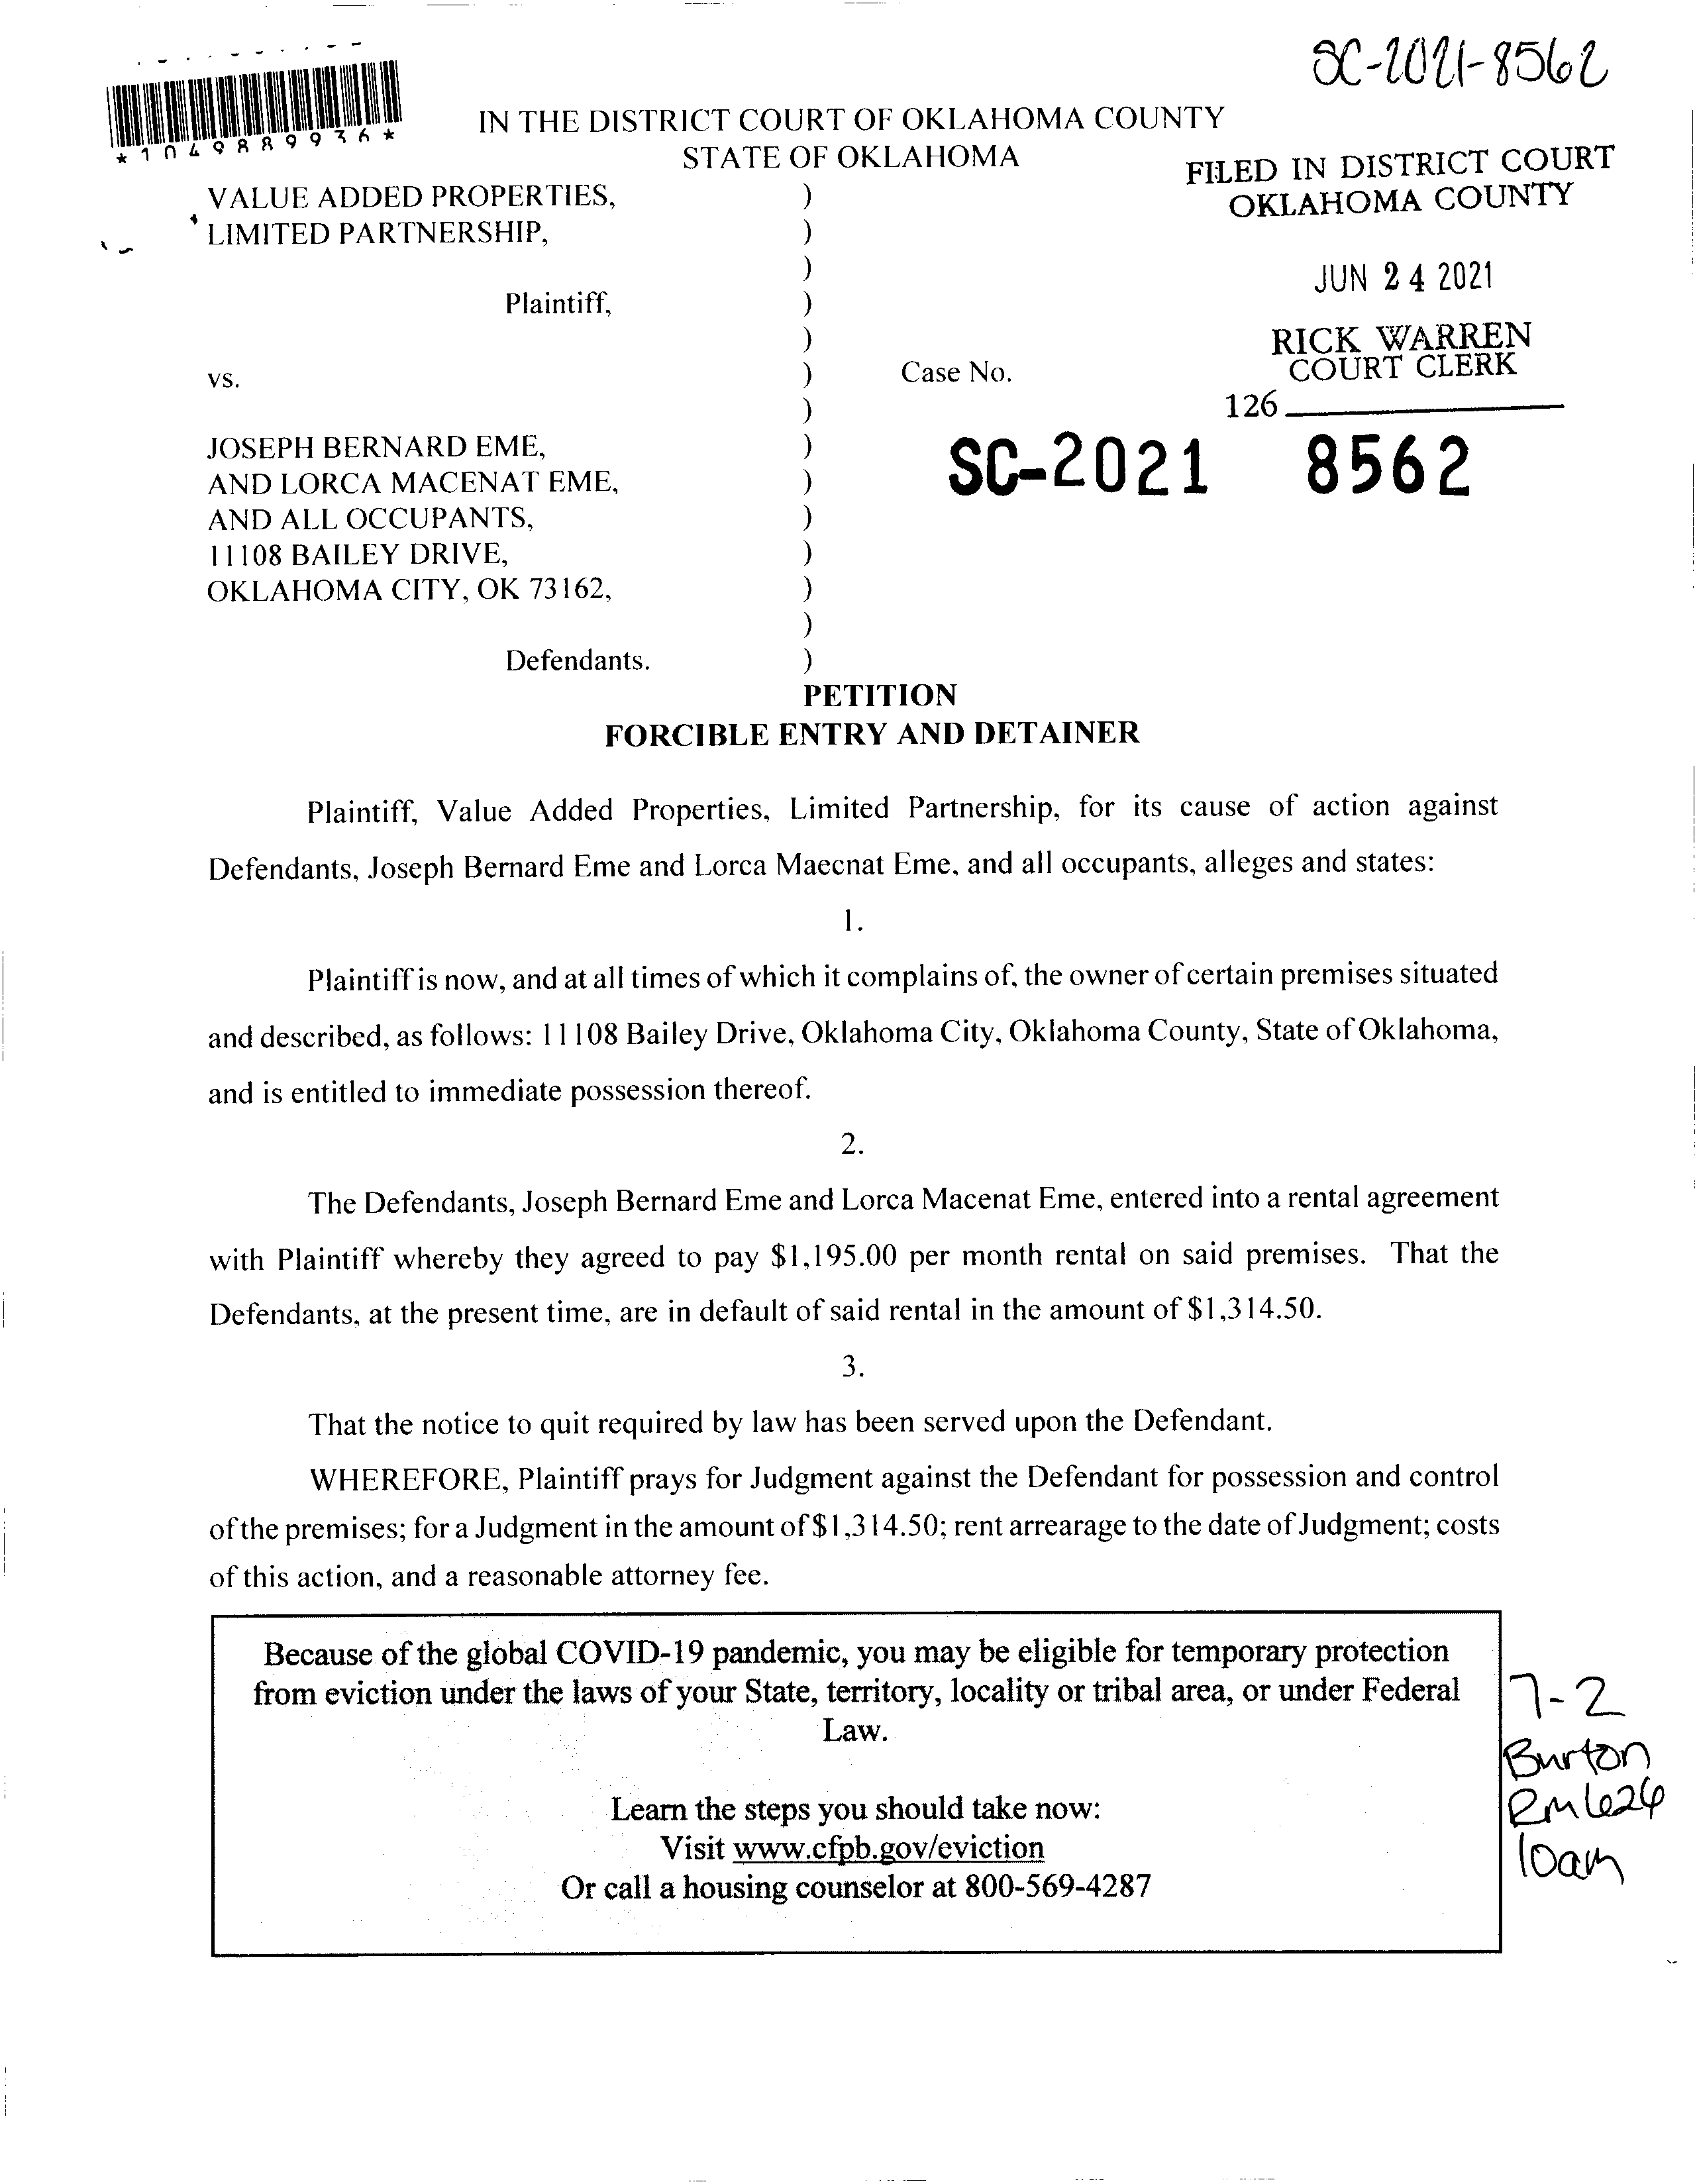 SC-2021-8562
*1049889936*
IN THE DISTRICT COURT OF OKLAHOMA COUNTY
STATE OF OKLAHOMA
FILED IN DISTRICT COURT
OKLAHOMA COUNTY
JUN 24 2021
RICK WARREN
COURT CLERK
126
VALUE ADDED PROPERTIES, )
LIMITED PARTNERSHIP, )
)
Plaintiff, )
)
vs. ) Case No.
)
JOSEPH BERNARD EME, ) SC-2021 8562
AND LORCA MACENAT EME, )
AND ALL OCCUPANTS, )
11108 BAILEY DRIVE, )
OKLAHOMA CITY, OK 73162, )
)
Defendants. )
PETITION
FORCIBLE ENTRY AND DETAINER
Plaintiff, Value Added Properties, Limited Partnership, for its cause of action against
Defendants, Joseph Bernard Eme and Lorca Maecnat Eme, and all occupants, alleges and states:
1.
Plaintiff is now, and at all times of which it complains of, the owner of certain premises situated
and described, as follows: 11108 Bailey Drive, Oklahoma City, Oklahoma County, State of Oklahoma,
and is entitled to immediate possession thereof.
2.
The Defendants, Joseph Bernard Eme and Lorca Macenat Eme, entered into a rental agreement
with Plaintiff whereby they agreed to pay $1,195.00 per month rental on said premises. That the
Defendants, at the present time, are in default of said rental in the amount of $1,314.50.
3.
That the notice to quit required by law has been served upon the Defendant.
WHEREFORE, Plaintiff prays for Judgment against the Defendant for possession and control
of the premises; for a Judgment in the amount of $1,314.50; rent arrearage to the date of Judgment; costs
of this action, and a reasonable attorney fee.
Because of the global COVID-19 pandemic, you may be eligible for temporary protection
from eviction under the laws of your State, territory, locality or tribal area, or under Federal
Law.
Learn the steps you should take now:
Visit www.cfpb.gov/eviction
Or call a housing counselor at 800-569-4287
7-2
Burton
Rm 626
10am